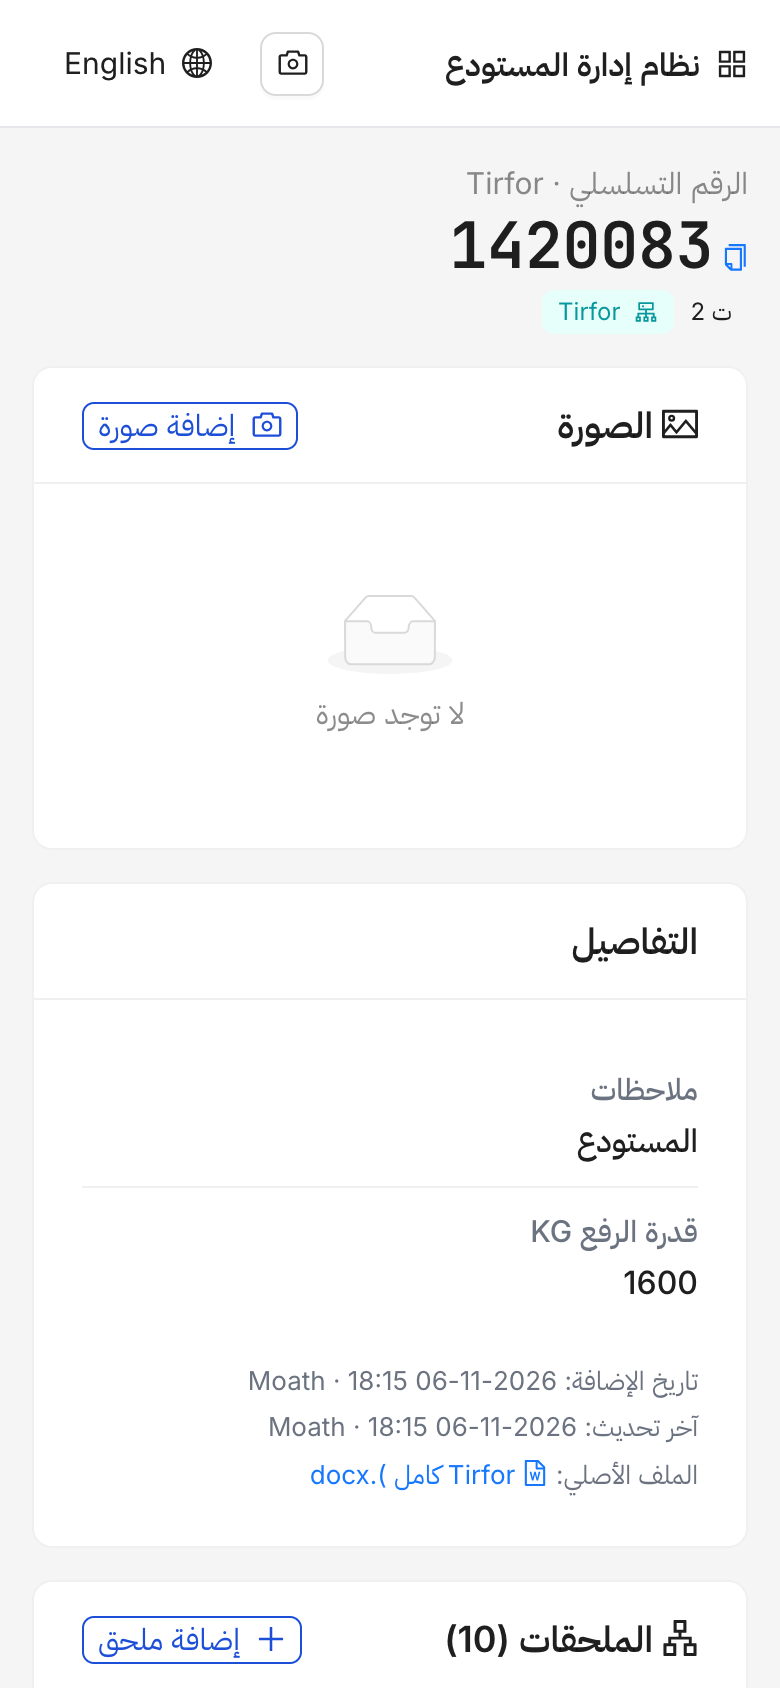 نظام إدارة المستودع
English
الرقم التسلسلي · Tirfor
1420083
ت 2
Tirfor
الصورة
إضافة صورة
لا توجد صورة
التفاصيل
ملاحظات
المستودع
قدرة الرفع KG
1600
تاريخ الإضافة: 2026-11-06 18:15 · Moath
آخر تحديث: 2026-11-06 18:15 · Moath
الملف الأصلي: Tirfor كامل ).docx
الملحقات (10)
إضافة ملحق